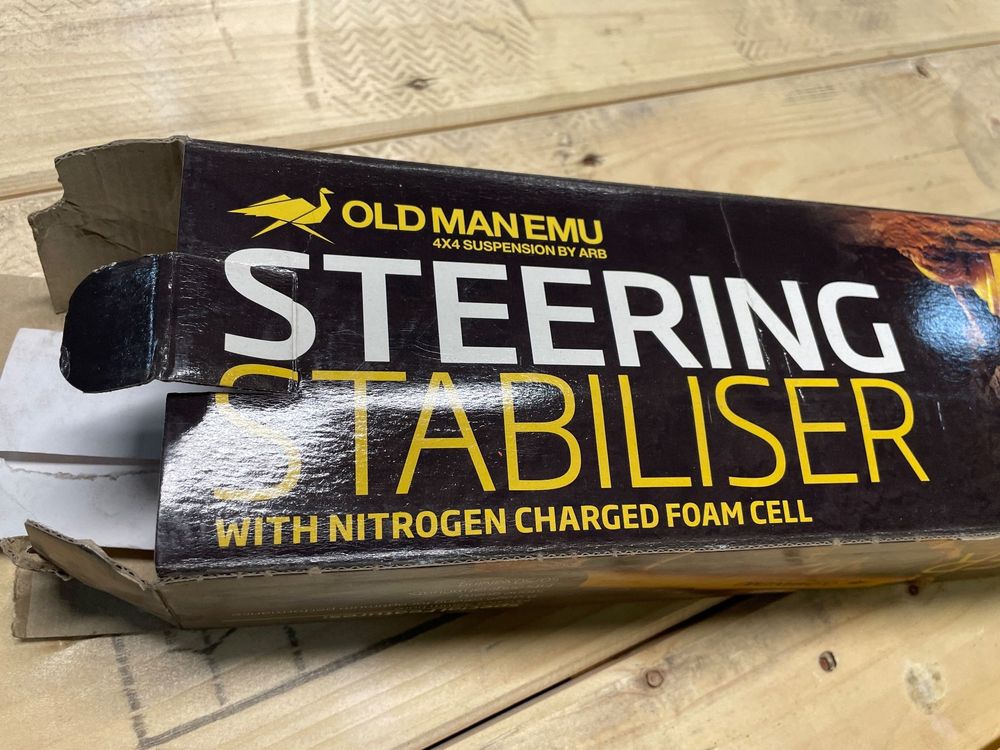 OLD MAN EMU
4X4 SUSPENSION BY ARB
STEERING
STABILISER
WITH NITROGEN CHARGED FOAM CELL